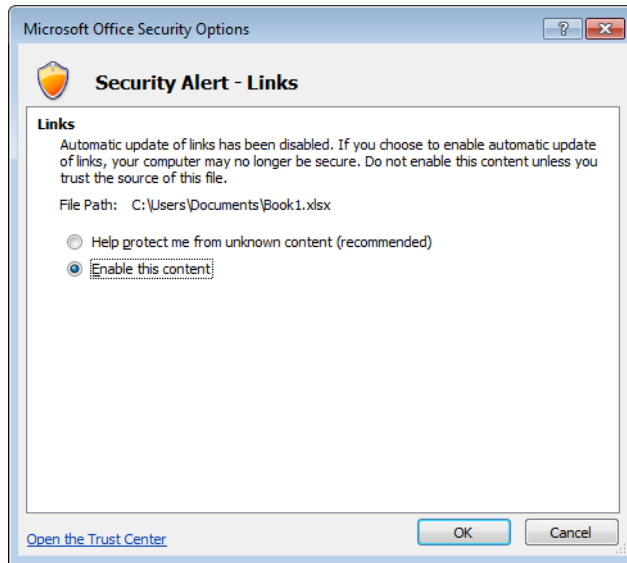 Microsoft Office Security Options
Security Alert - Links
Links
Automatic update of links has been disabled. If you choose to enable automatic update
of links, your computer may no longer be secure. Do not enable this content unless you
trust the source of this file.
File Path: C:\Users\Documents\Book1.xlsx
Help protect me from unknown content (recommended)
Enable this content
Open the Trust Center
OK
Cancel